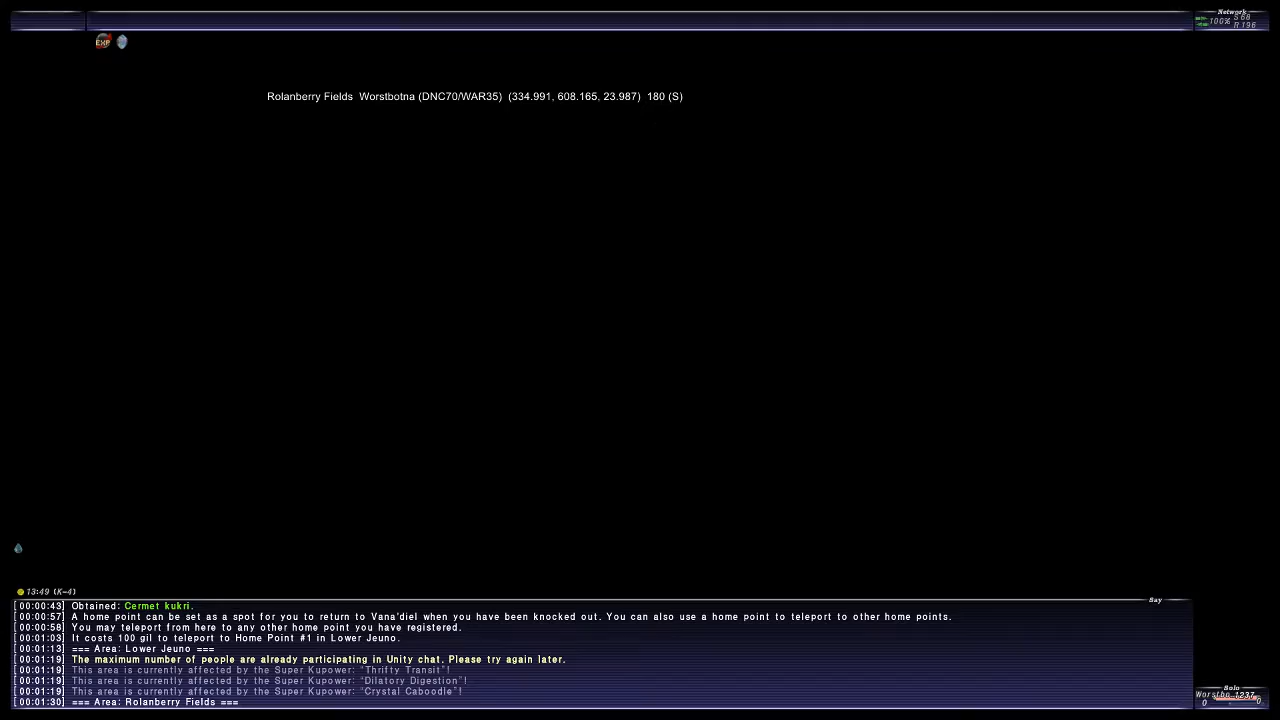 Network
100% S 68
R 196
EXP
Rolanberry Fields Worstbotna (DNC70/WAR35) (334.991, 608.165, 23.987) 180 (S)
13:49 (K-4)
Say
[00:00:43] Obtained: Cermet kukri.
[00:00:57] A home point can be set as a spot for you to return to Vana'diel when you have been knocked out. You can also use a home point to teleport to other home points.
[00:00:58] You may teleport from here to any other home point you have registered.
[00:01:03] It costs 100 gil to teleport to Home Point #1 in Lower Jeuno.
[00:01:13] === Area: Lower Jeuno ===
[00:01:19] The maximum number of people are already participating in Unity chat. Please try again later.
[00:01:19] This area is currently affected by the Super Kupower: "Thrifty Transit"!
[00:01:19] This area is currently affected by the Super Kupower: "Dilatory Digestion"!
[00:01:19] This area is currently affected by the Super Kupower: "Crystal Caboodle"!
[00:01:30] === Area: Rolanberry Fields ===
Solo
Worstbo 1237
0 0